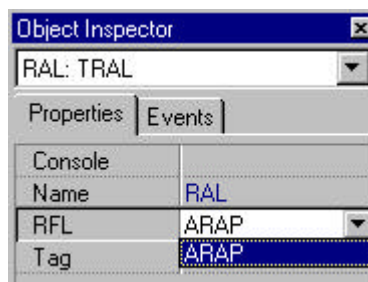 Object Inspector
RAL: TRAL
Properties Events
Console
Name RAL
RFL ARAP
ARAP
Tag